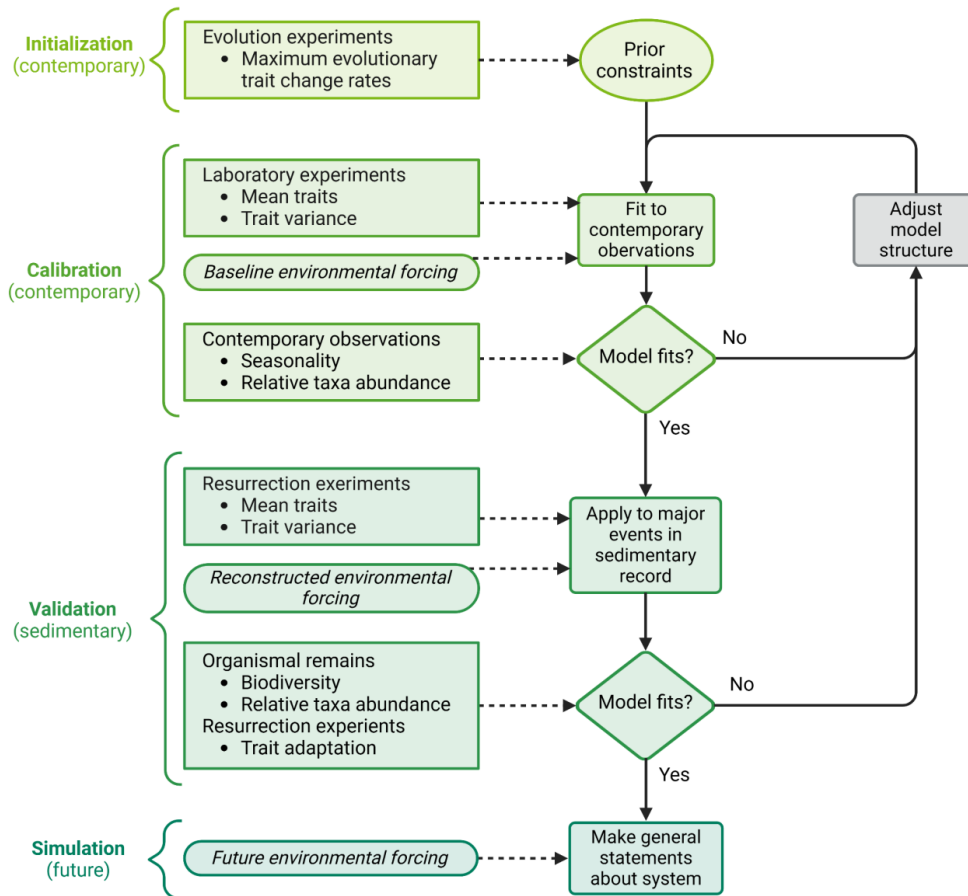 Initialization
(contemporary)
Evolution experiments
• Maximum evolutionary
trait change rates
Prior
constraints
Calibration
(contemporary)
Laboratory experiments
• Mean traits
• Trait variance
Baseline environmental forcing
Contemporary observations
• Seasonality
• Relative taxa abundance
Fit to
contemporary
obervations
Adjust
model
structure
Model fits?
No
Yes
Validation
(sedimentary)
Resurrection exeriments
• Mean traits
• Trait variance
Reconstructed environmental
forcing
Organismal remains
• Biodiversity
• Relative taxa abundance
Resurrection experients
• Trait adaptation
Apply to major
events in
sedimentary
record
Model fits?
No
Yes
Simulation
(future)
Future environmental forcing
Make general
statements
about system